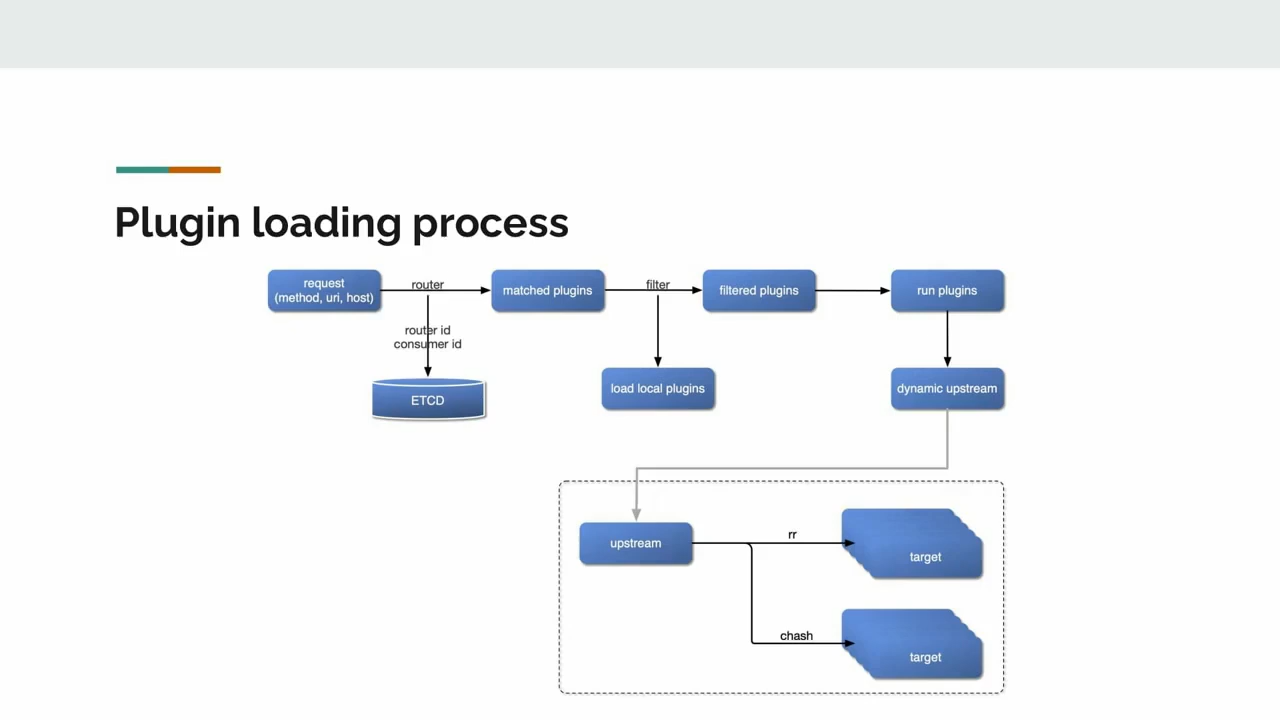 Plugin loading process
request
(method, uri, host)
router
matched plugins
filter
filtered plugins
run plugins
router id
consumer id
ETCD
load local plugins
dynamic upstream
upstream
rr
target
chash
target